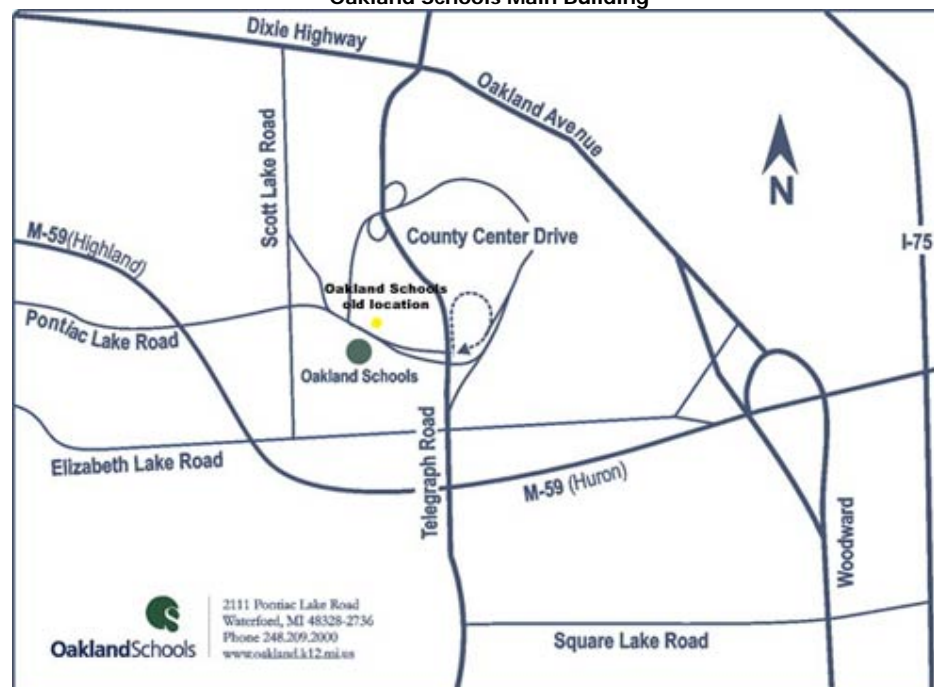 Oakland Schools Main Building
Dixie Highway
Oakland Avenue
Scott Lake Road
N
County Center Drive
I-75
M-59(Highland)
Oakland Schools
old location
Pontiac Lake Road
Oakland Schools
Elizabeth Lake Road
Telegraph Road
M-59 (Huron)
Woodward
2111 Pontiac Lake Road
Waterford, MI 48328-2736
Phone 248.209.2000
www.oakland.k12.mi.us
OaklandSchools
Square Lake Road